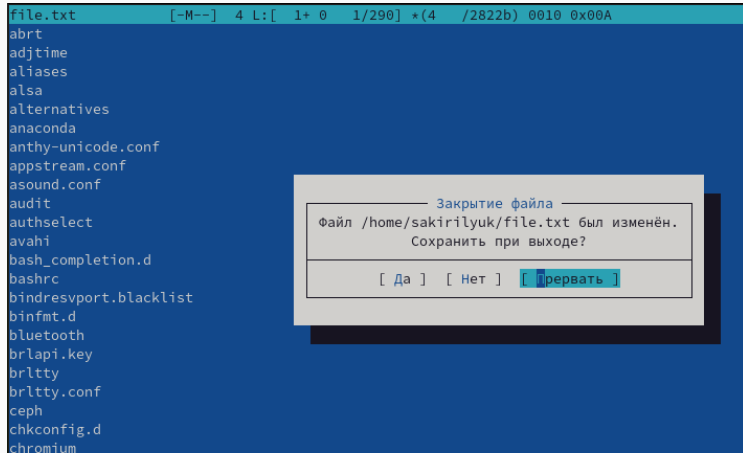 file.txt [-M--] 4 L:[ 1+ 0 1/290] *(4 /2822b) 0010 0x00A
abrt
adjtime
aliases
alsa
alternatives
anaconda
anthy-unicode.conf
appstream.conf
asound.conf
audit
authselect
avahi
bash_completion.d
bashrc
bindresvport.blacklist
binfmt.d
bluetooth
brlapi.key
brltty
brltty.conf
ceph
chkconfig.d
chromium
Закрытие файла
Файл /home/sakirilyuk/file.txt был изменён.
Сохранить при выходе?
[ Да ] [ Нет ] [ Прервать ]